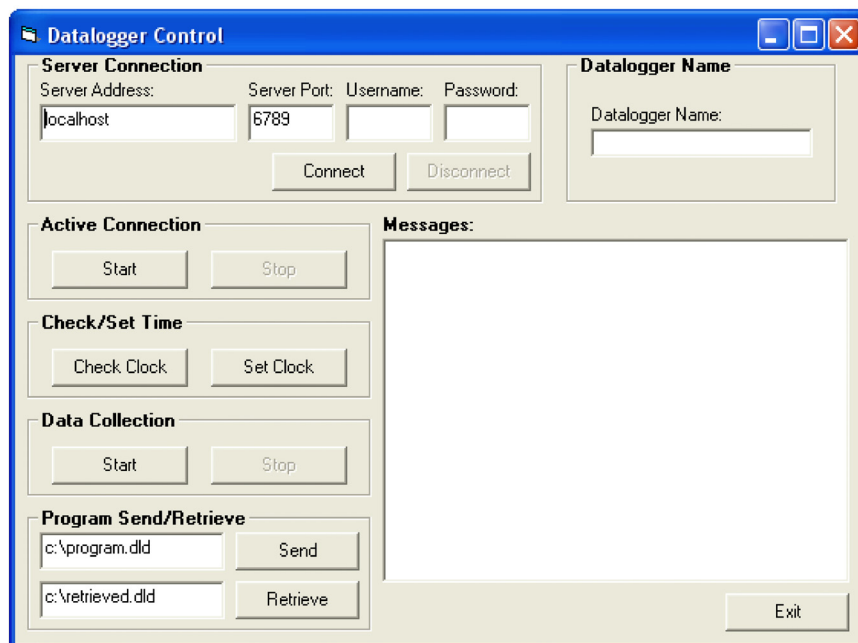 Datalogger Control
Server Connection
Server Address: Server Port: Username: Password:
localhost 6789
Connect Disconnect
Datalogger Name
Datalogger Name:
Active Connection
Start Stop
Check/Set Time
Check Clock Set Clock
Data Collection
Start Stop
Program Send/Retrieve
c:\program.dld Send
c:\retrieved.dld Retrieve
Messages:
Exit